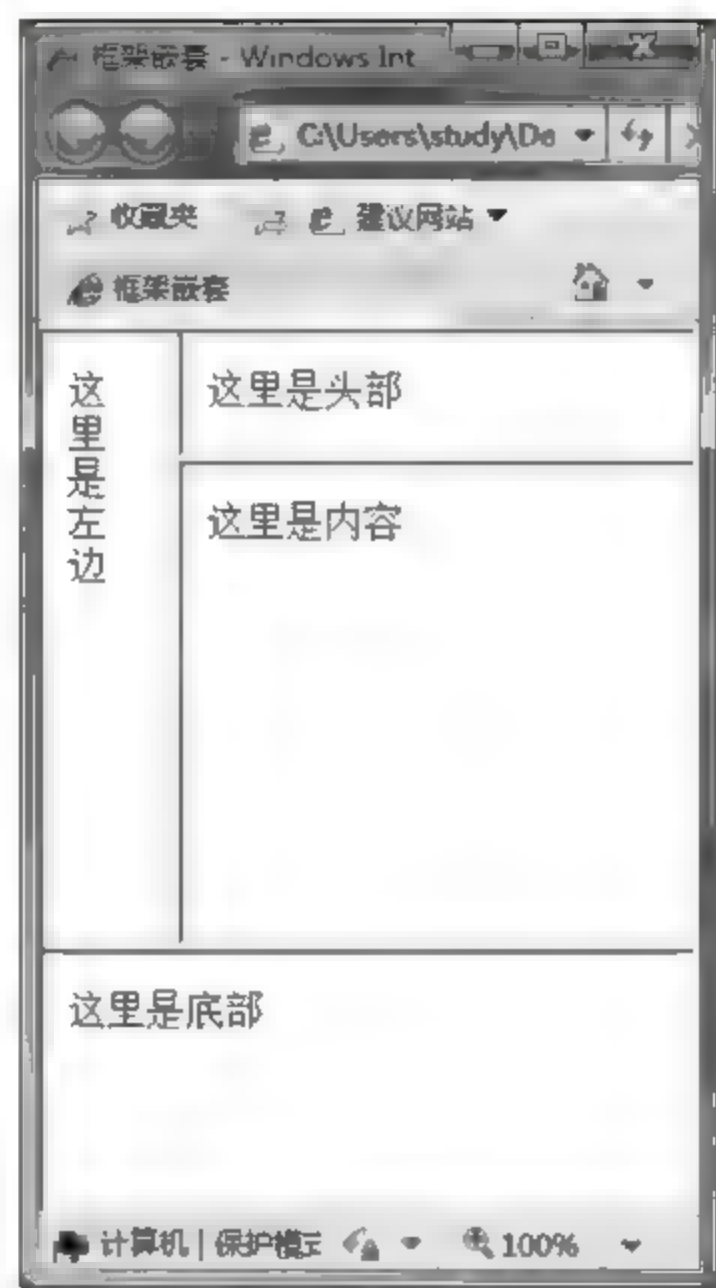 框架嵌套 - Windows Int
C:\Users\study\De
收藏夹 建议网站
框架嵌套
这里是左边
这里是头部
这里是内容
这里是底部
计算机 | 保护模式 100%